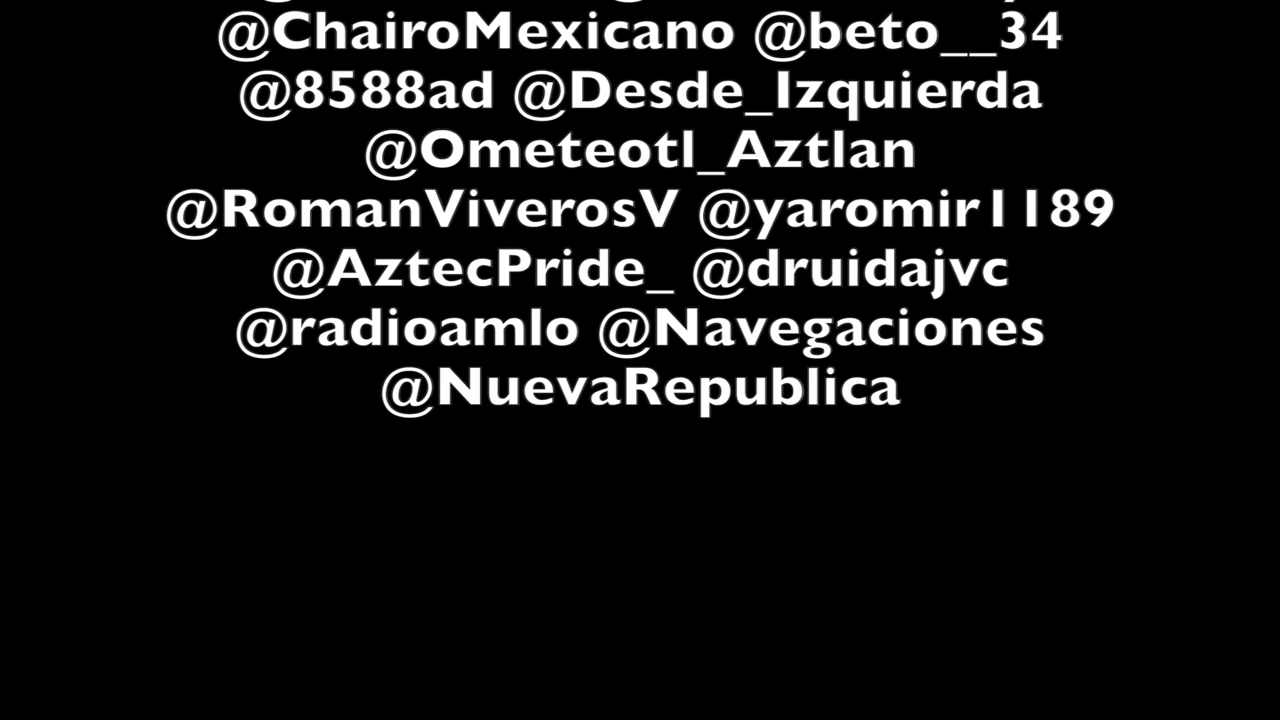 @ChairoMexicano @beto__34
@8588ad @Desde_Izquierda
@Ometeotl_Aztlan
@RomanViverosV @yaromir1189
@AztecPride_ @druidajvc
@radioamlo @Navegaciones
@NuevaRepublica